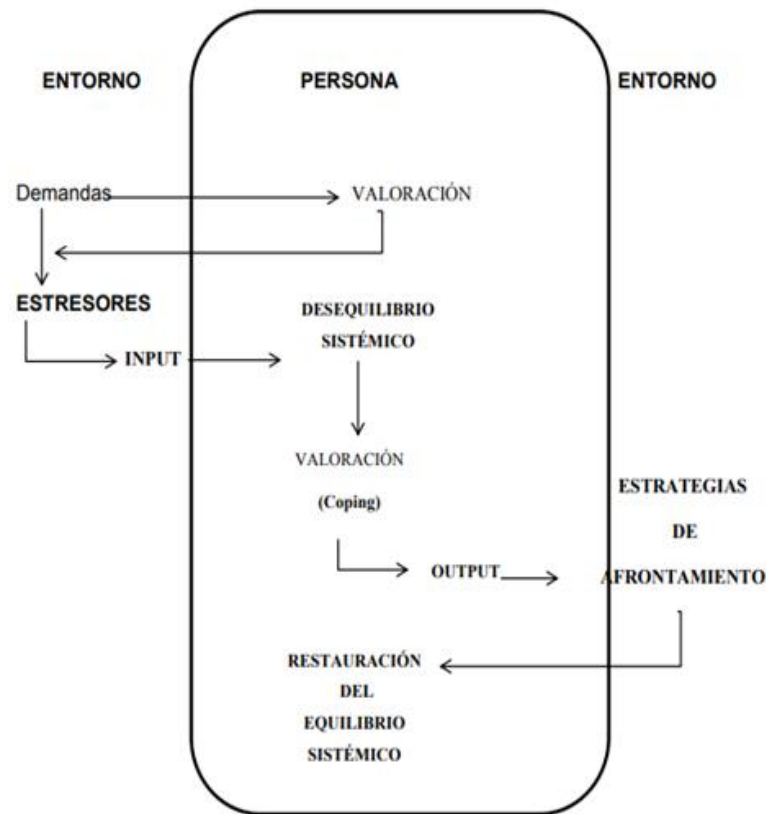 ENTORNO
PERSONA
ENTORNO
Demandas
VALORACIÓN
ESTRESORES
DESEQUILIBRIO
SISTÉMICO
INPUT
VALORACIÓN
(Coping)
ESTRATEGIAS
DE
AFRONTAMIENTO
OUTPUT
RESTAURACIÓN
DEL
EQUILIBRIO
SISTÉMICO